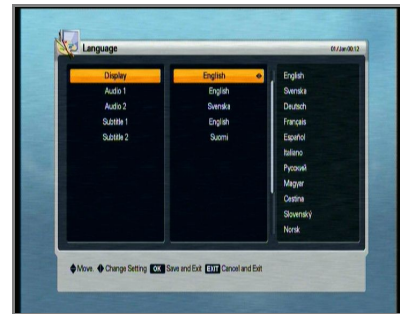 Language
01/Jan 00:12
Display English English
Audio 1 English Svenska
Audio 2 Svenska Deutsch
Subtitle 1 English Français
Subtitle 2 Suomi Español
Italiano
Русский
Magyar
Cestina
Slovenský
Norsk
Move. Change Setting OK Save and Exit EXIT Cancel and Exit